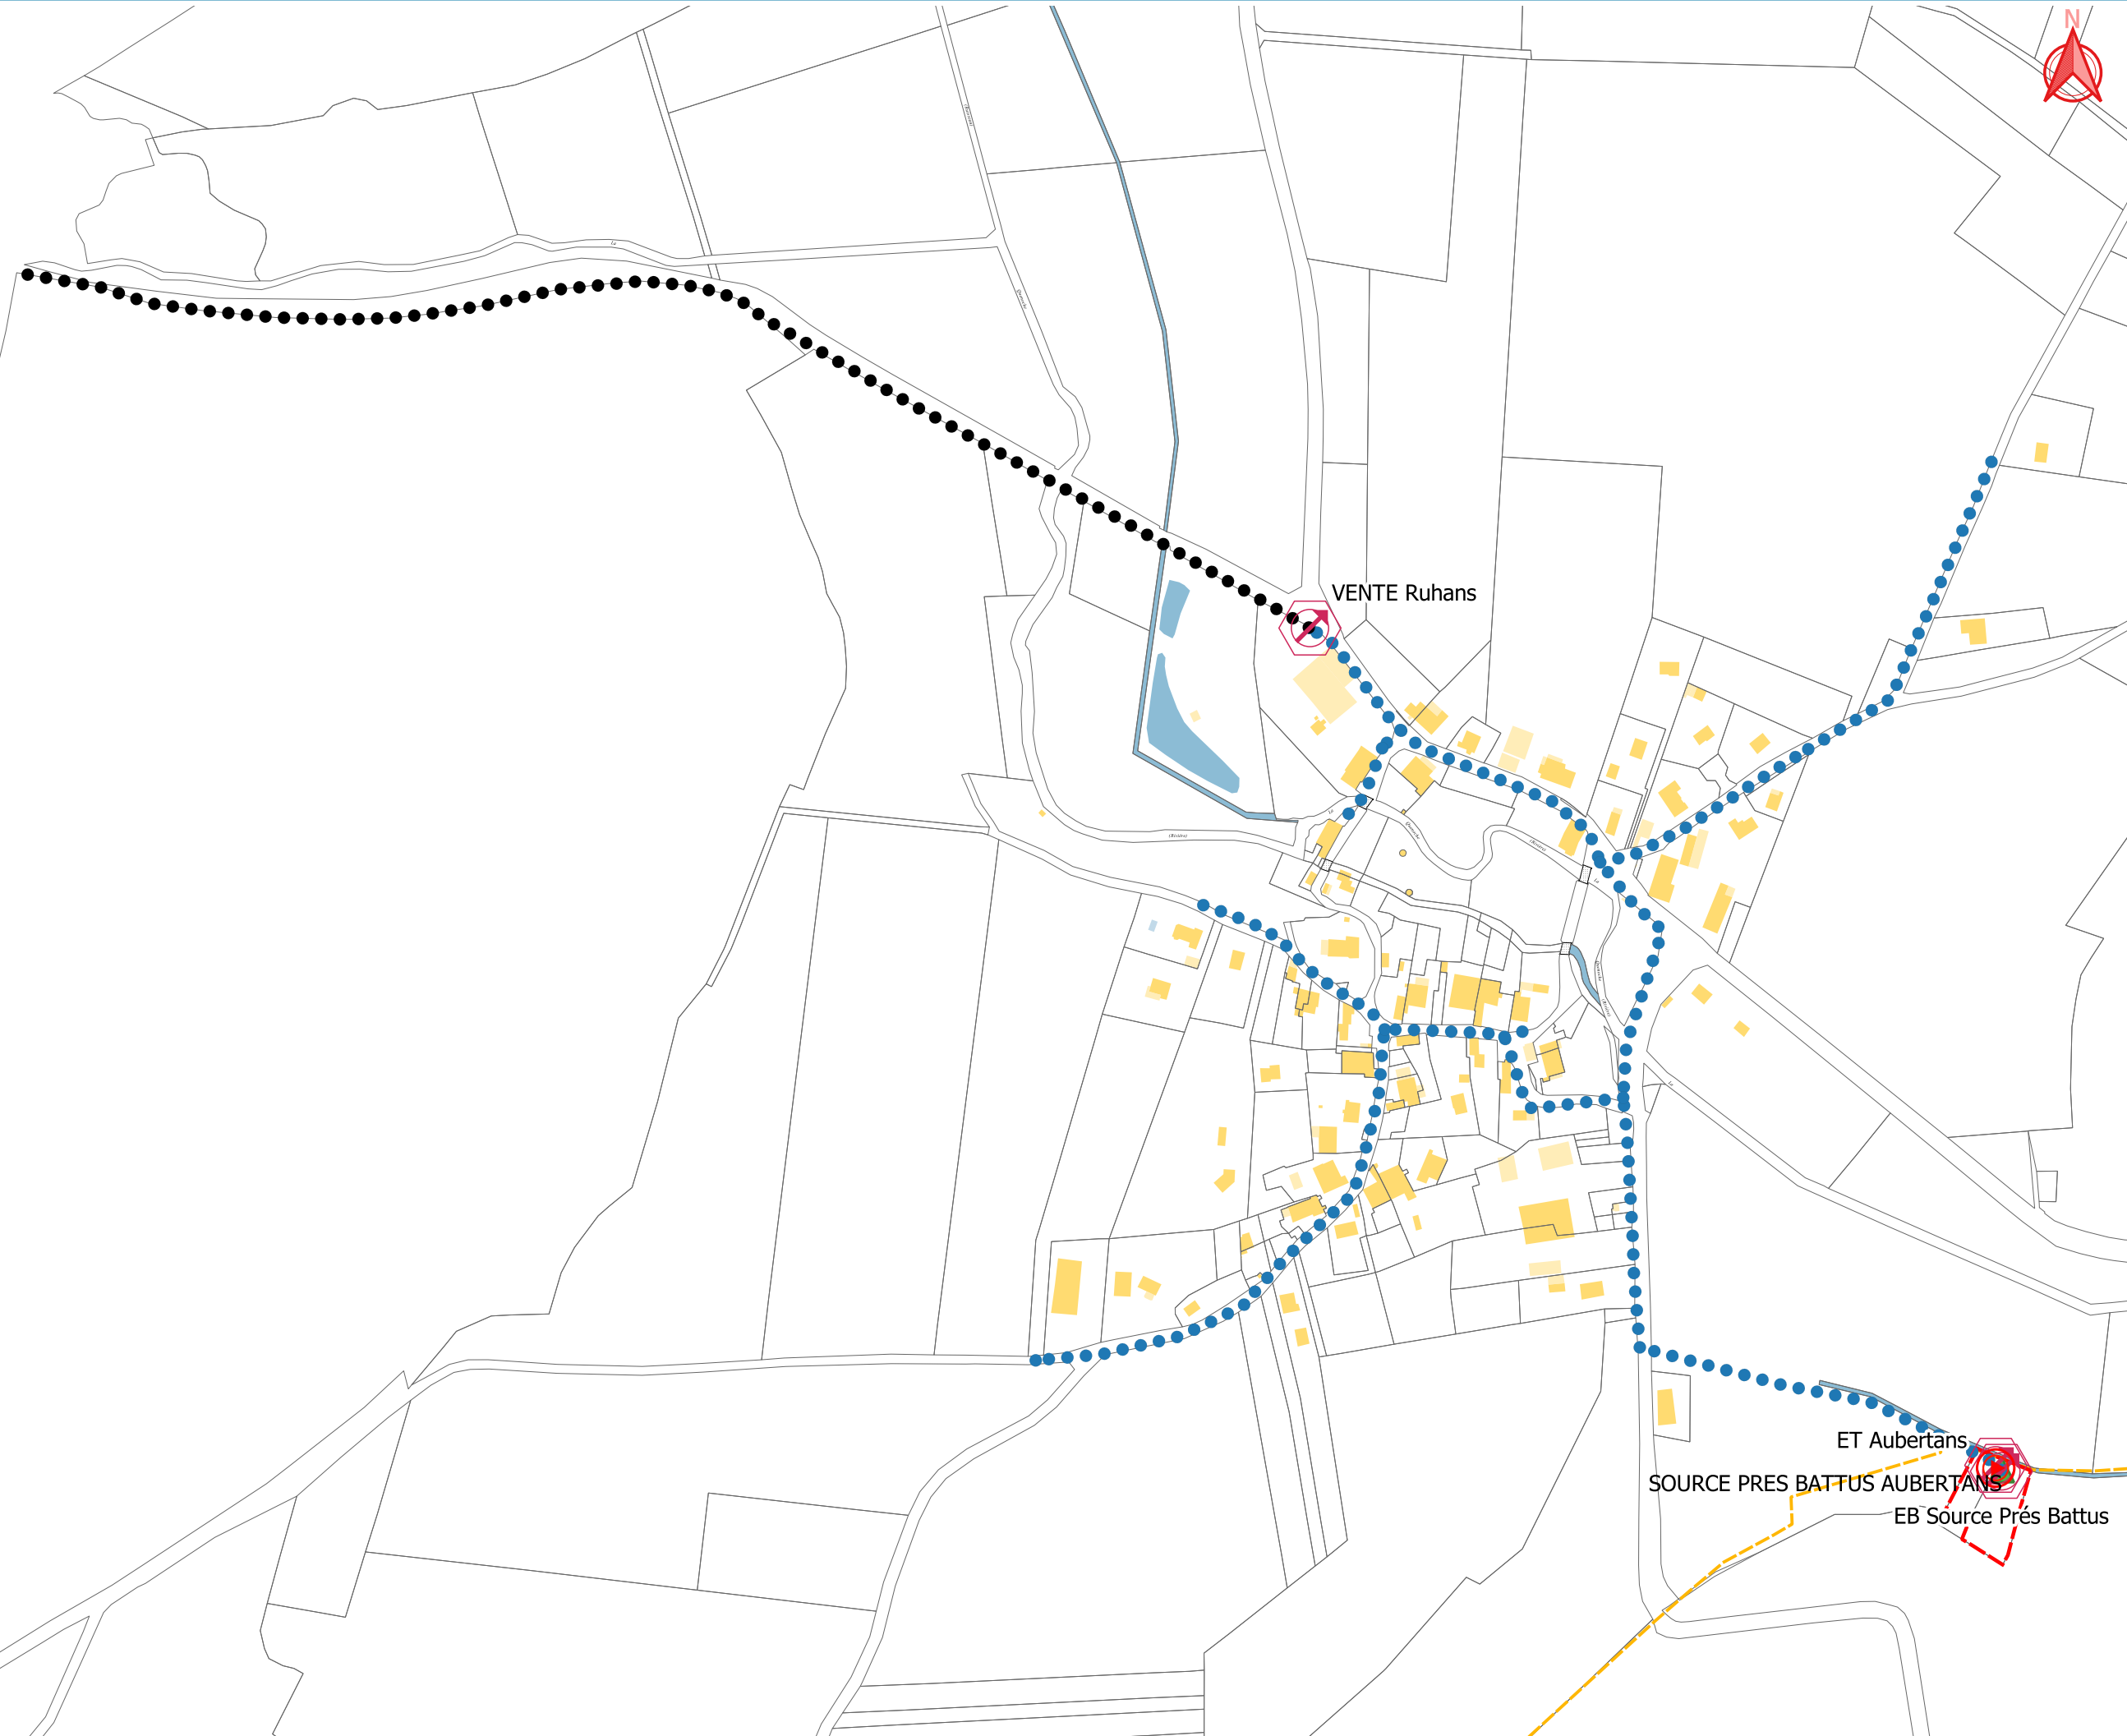 N
VENTE Ruhans
ET Aubertans
SOURCE PRES BATTUS AUBERTANS
EB Source Prés Battus